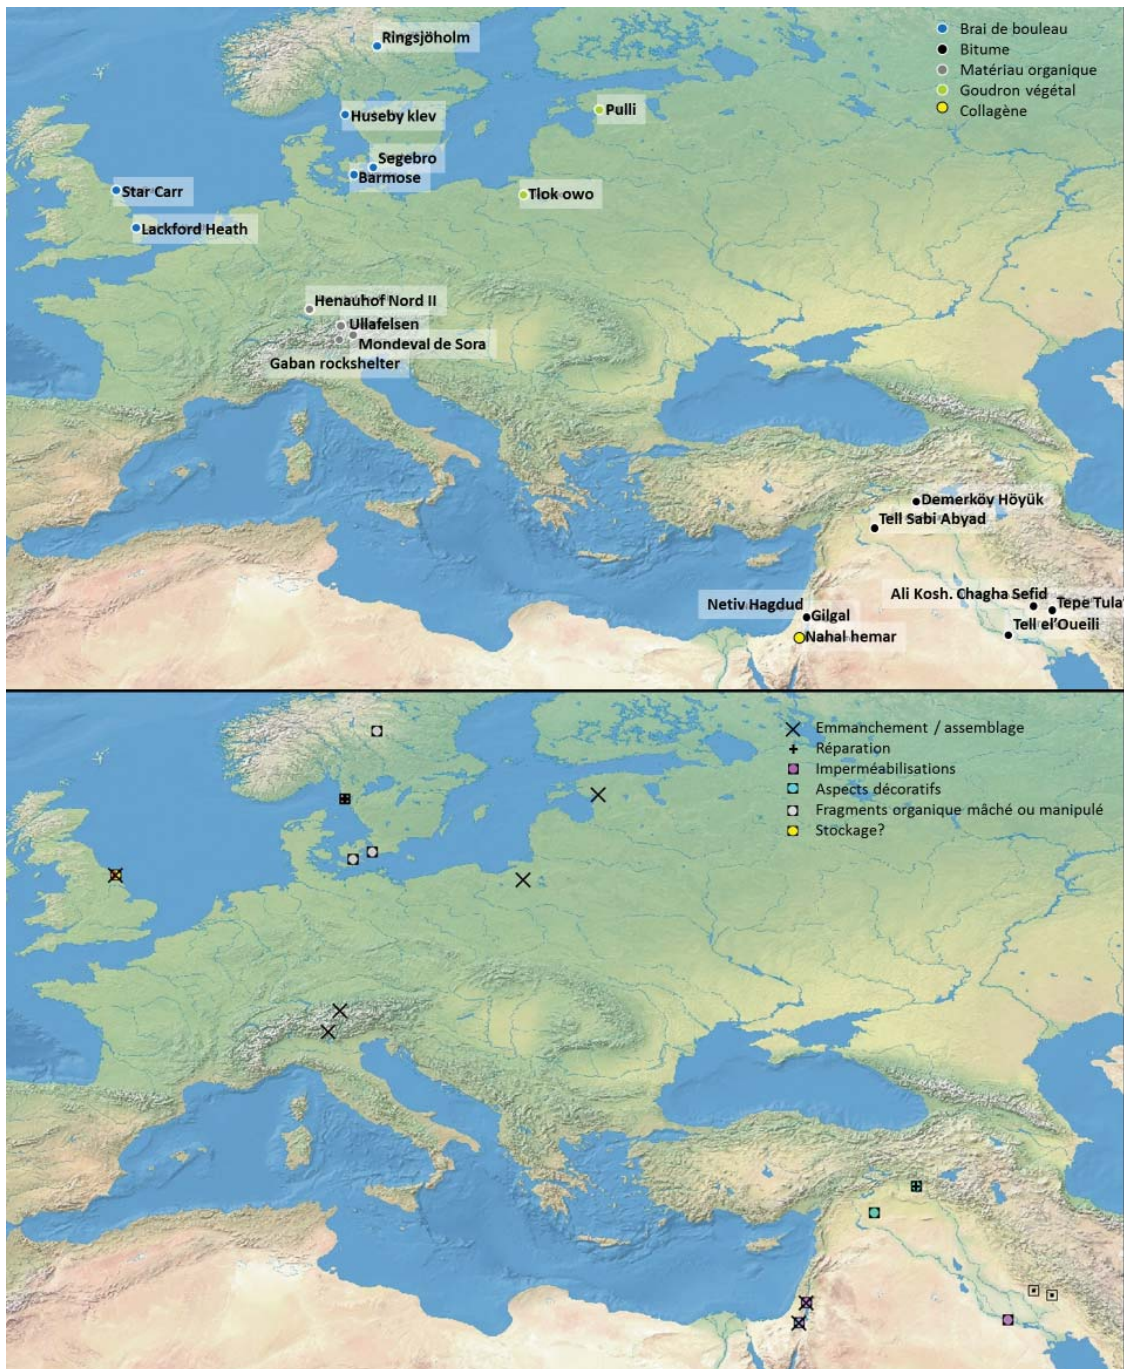 Ringsjöholm
Brai de bouleau
Bitume
Matériau organique
Goudron végétal
Collagène
Huseby klev
Pulli
Segebro
Barmose
Star Carr
Tlok owo
Lackford Heath
Henauhof Nord II
Ullafelsen
Mondeval de Sora
Gaban rockshelter
Demerköy Höyük
Tell Sabi Abyad
Ali Kosh. Chagha Sefid
Netiv Hagdud
Tepe Tula'
Gilgal
Tell el'Oueili
Nahal hemar
Emmanchement / assemblage
Réparation
Imperméabilisations
Aspects décoratifs
Fragments organique mâché ou manipulé
Stockage?